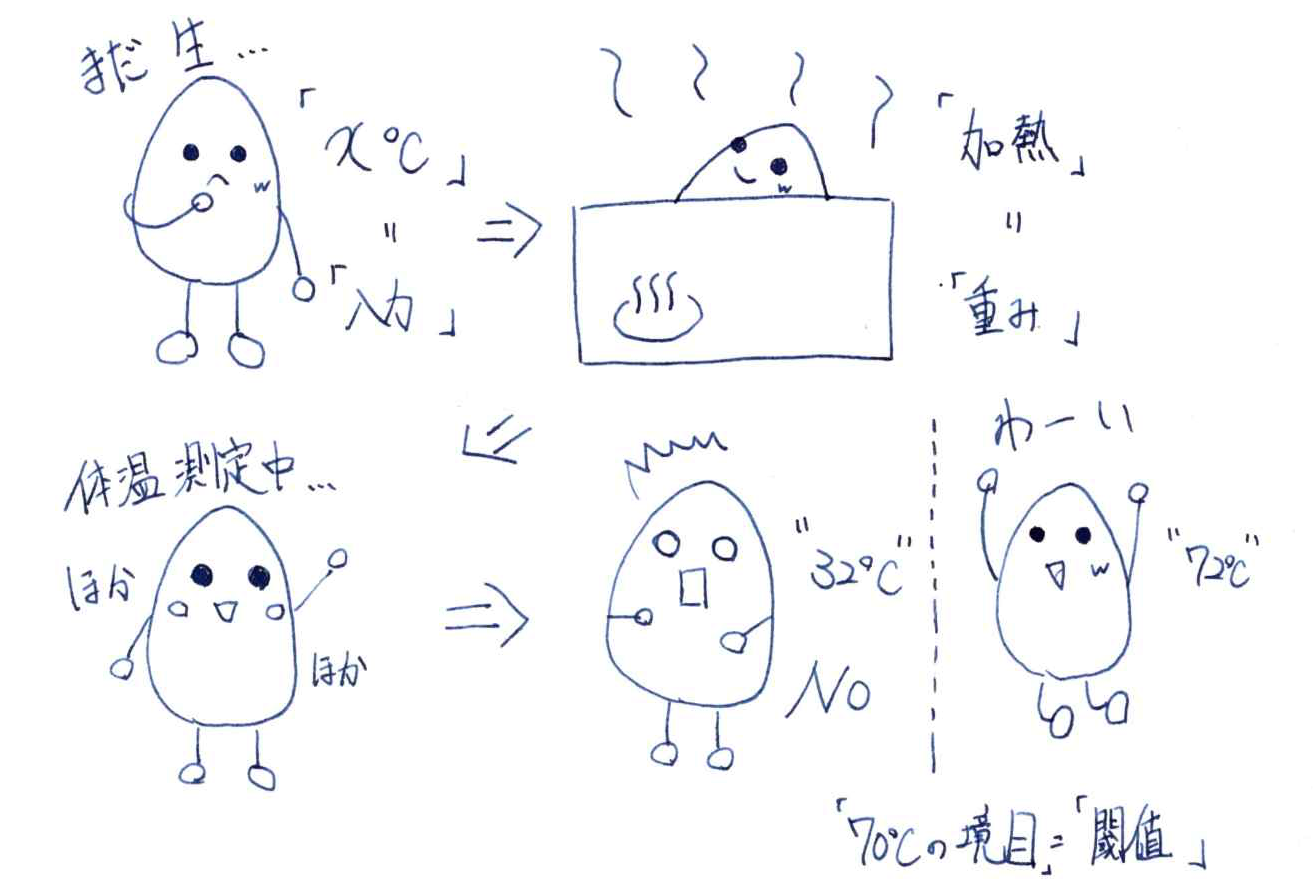 まだ生…
「x℃」
〃
「入力」
「加熱」
〃
「重み」
体温測定中…
ほか
ほか
"32℃"
NO
わーい
"72℃"
「70℃の境目」=「閾値」